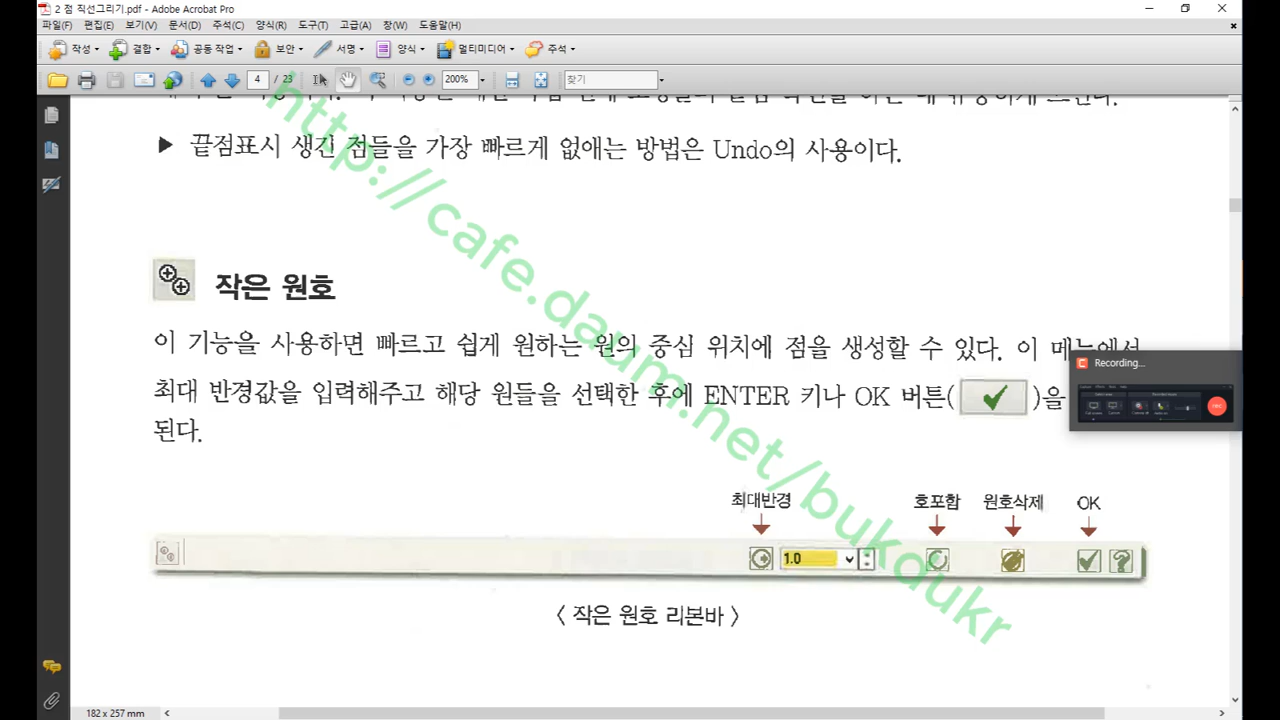 2 점 직선그리기.pdf - Adobe Acrobat Pro
파일(F) 편집(E) 보기(V) 문서(D) 주석(C) 양식(R) 도구(T) 고급(A) 창(W) 도움말(H)
작성 결합 공동 작업 보안 서명 양식 멀티미디어 주석
4 / 23 200% 찾기
▶ 끝점표시 생긴 점들을 가장 빠르게 없애는 방법은 Undo의 사용이다.
작은 원호
이 기능을 사용하면 빠르고 쉽게 원하는 원의 중심 위치에 점을 생성할 수 있다. 이 메뉴에서
최대 반경값을 입력해주고 해당 원들을 선택한 후에 ENTER 키나 OK 버튼( )을
된다.
최대반경 호포함 원호삭제 OK
1.0
< 작은 원호 리본바 >
http://cafe.daum.net/bukdukr
Recording...
rec
182 x 257 mm